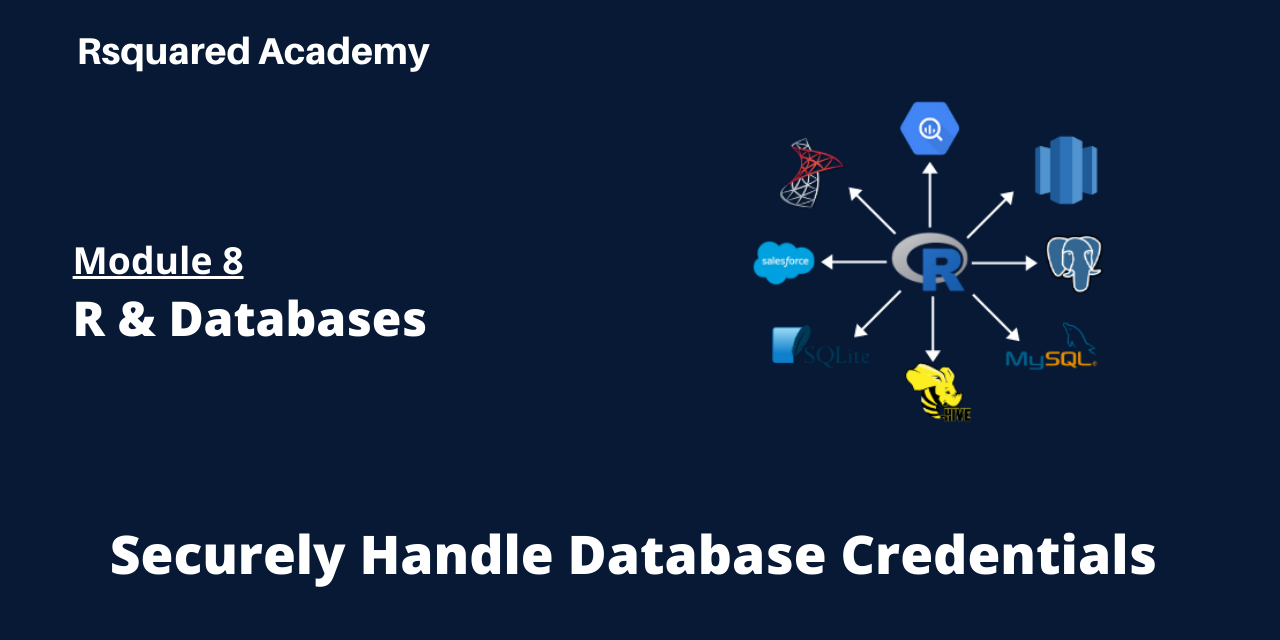 Rsquared Academy
Module 8
R & Databases
salesforce
R
SQLite
MySQL®
HIVE
Securely Handle Database Credentials